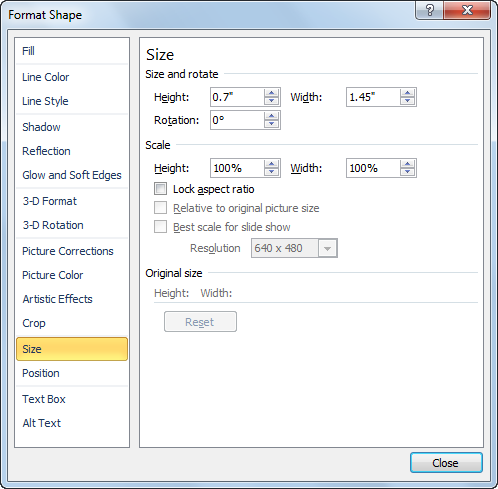 Format Shape
Fill
Line Color
Line Style
Shadow
Reflection
Glow and Soft Edges
3-D Format
3-D Rotation
Picture Corrections
Picture Color
Artistic Effects
Crop
Size
Position
Text Box
Alt Text
Size
Size and rotate
Height: 0.7" Width: 1.45"
Rotation: 0°
Scale
Height: 100% Width: 100%
Lock aspect ratio
Relative to original picture size
Best scale for slide show
Resolution 640 x 480
Original size
Height: Width:
Reset
Close